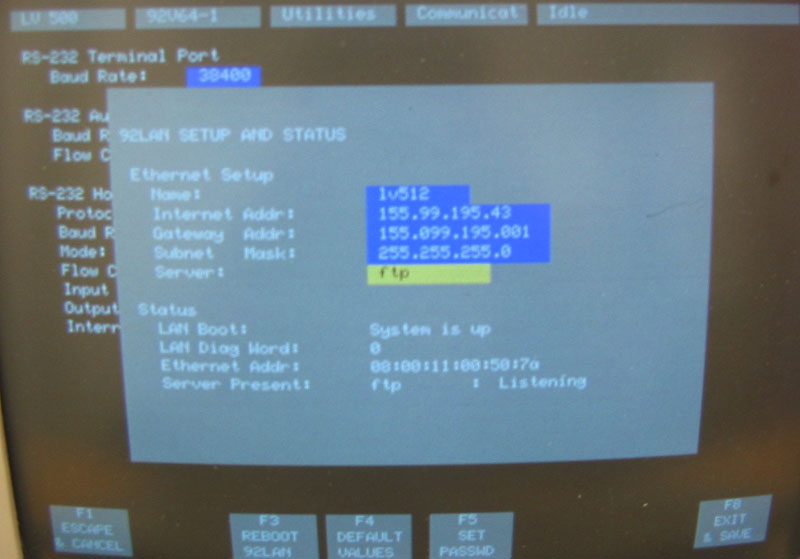 LV 500 92V64-1 Utilities Communicat Idle
RS-232 Terminal Port
Baud Rate: 38400
RS-232 Au
Baud R
Flow C
RS-232 Ho
Protoc
Baud R
Mode:
Flow C
Input
Output
Interr
92LAN SETUP AND STATUS
Ethernet Setup
Name: lv512
Internet Addr: 155.99.195.43
Gateway Addr: 155.099.195.001
Subnet Mask: 255.255.255.0
Server: ftp
Status
LAN Boot: System is up
LAN Diag Word: 0
Ethernet Addr: 08:00:11:00:50:7a
Server Present: ftp : Listening
F1
ESCAPE
& CANCEL
F3
REBOOT
92LAN
F4
DEFAULT
VALUES
F5
SET
PASSWD
F8
EXIT
& SAVE